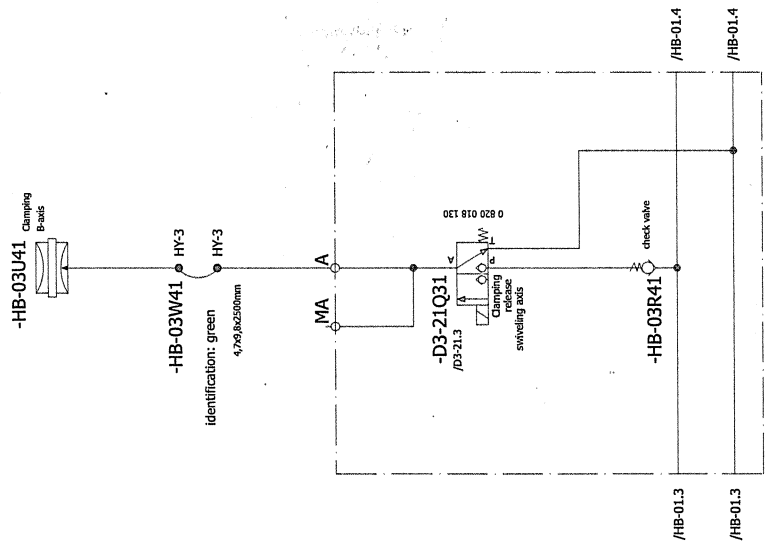 -HB-03U41
Clamping
B-axis
HY-3
HY-3
-HB-03W41
identification: green
4,7x9,8x2500mm
A
MA
A
T
P
0 820 018 130
-D3-21Q31
/D3-21.3
Clamping
release
swiveling axis
check valve
-HB-03R41
/HB-01.3
/HB-01.4
/HB-01.3
/HB-01.4